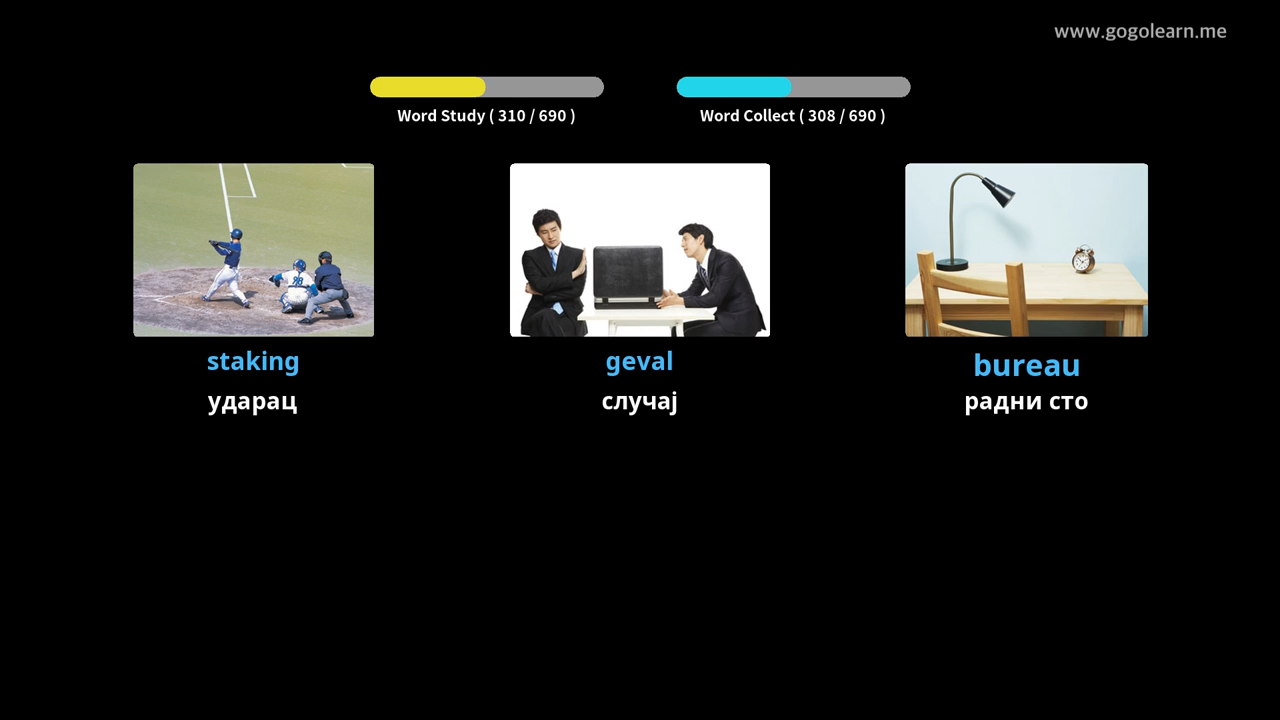 www.gogolearn.me
Word Study ( 310 / 690 )
Word Collect ( 308 / 690 )
staking
ударац
geval
случај
bureau
радни сто